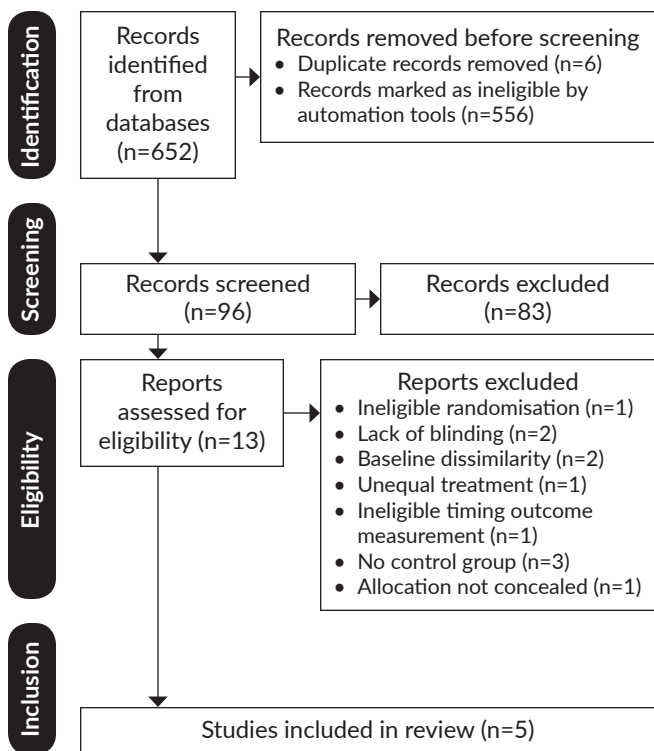 Identification
Records
identified
from
databases
(n=652)
Records removed before screening
• Duplicate records removed (n=6)
• Records marked as ineligible by
automation tools (n=556)
Screening
Records screened
(n=96)
Records excluded
(n=83)
Eligibility
Reports
assessed for
eligibility (n=13)
Reports excluded
• Ineligible randomisation (n=1)
• Lack of blinding (n=2)
• Baseline dissimilarity (n=2)
• Unequal treatment (n=1)
• Ineligible timing outcome
measurement (n=1)
• No control group (n=3)
• Allocation not concealed (n=1)
Inclusion
Studies included in review (n=5)